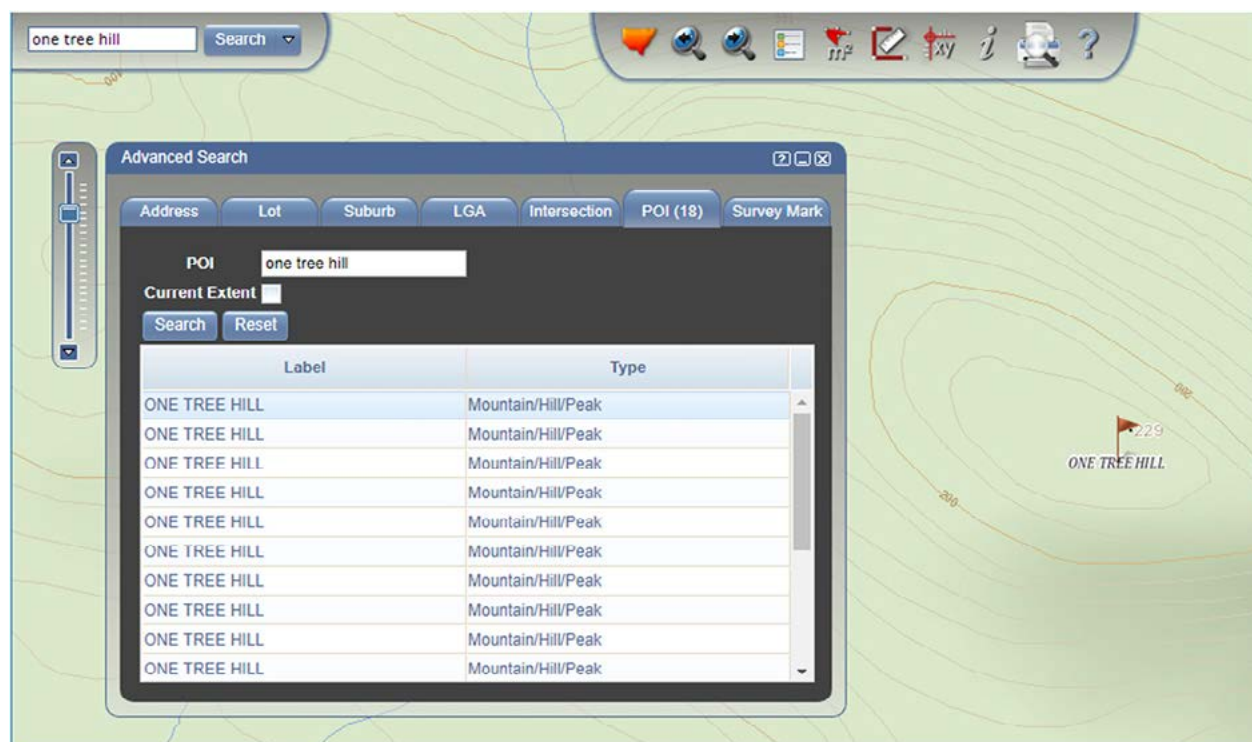 one tree hill Search
m² xy i ?
100
Advanced Search
Address Lot Suburb LGA Intersection POI (18) Survey Mark
POI one tree hill
Current Extent
Search Reset
Label Type
ONE TREE HILL Mountain/Hill/Peak
ONE TREE HILL Mountain/Hill/Peak
ONE TREE HILL Mountain/Hill/Peak
ONE TREE HILL Mountain/Hill/Peak
ONE TREE HILL Mountain/Hill/Peak
ONE TREE HILL Mountain/Hill/Peak
ONE TREE HILL Mountain/Hill/Peak
ONE TREE HILL Mountain/Hill/Peak
ONE TREE HILL Mountain/Hill/Peak
ONE TREE HILL Mountain/Hill/Peak
200
229
ONE TREE HILL
200